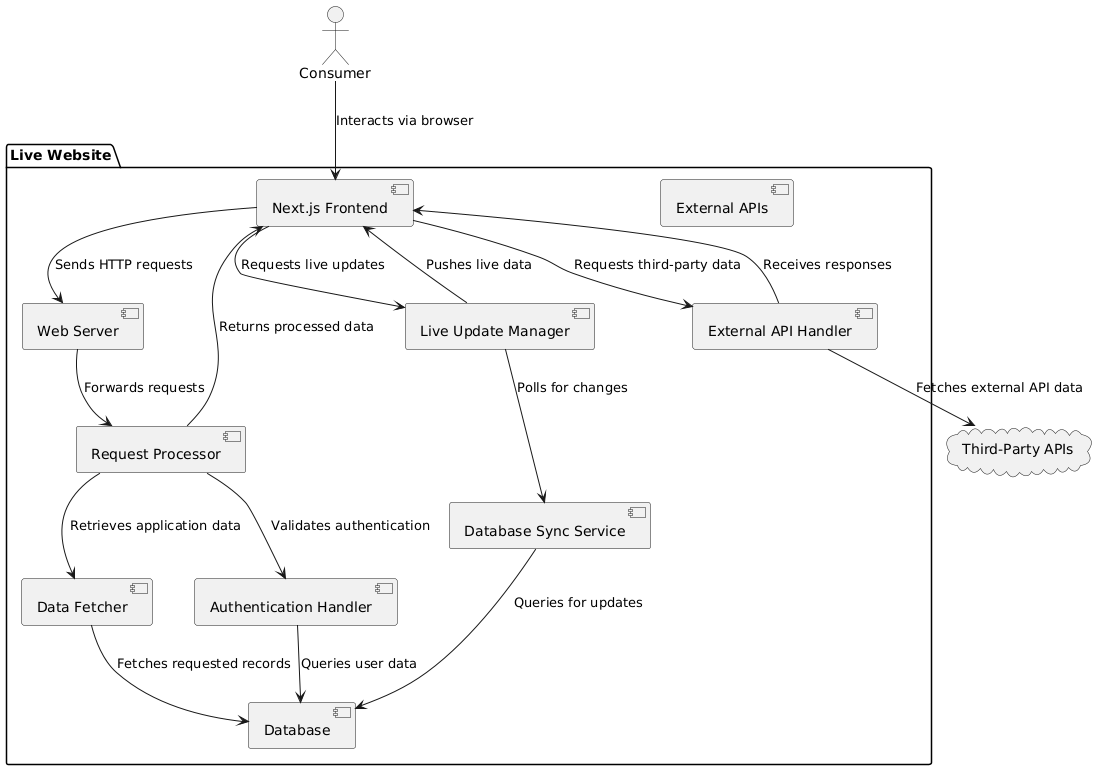 Consumer
Interacts via browser
Live Website
Next.js Frontend
External APIs
Sends HTTP requests
Requests live updates
Pushes live data
Requests third-party data
Receives responses
Web Server
Returns processed data
Live Update Manager
External API Handler
Forwards requests
Polls for changes
Fetches external API data
Request Processor
Third-Party APIs
Retrieves application data
Validates authentication
Database Sync Service
Data Fetcher
Authentication Handler
Queries for updates
Fetches requested records
Queries user data
Database